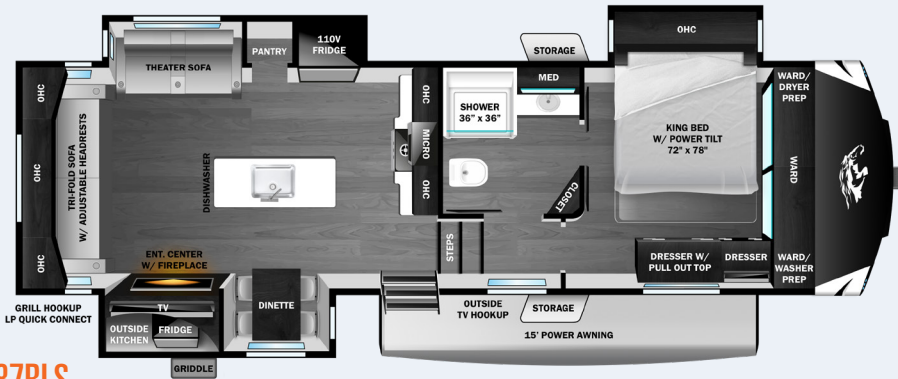 OHC
STORAGE
110V
FRIDGE
PANTRY
THEATER SOFA
MED
WARD/
DRYER
PREP
OHC
OHC
SHOWER
36" x 36"
KING BED
W/ POWER TILT
72" x 78"
MICRO
OHC
TRI-FOLD SOFA
W/ ADJUSTABLE HEADRESTS
DISHWASHER
WARD
OHC
CLOSET
STEPS
ENT. CENTER
W/ FIREPLACE
OHC
DRESSER W/
PULL OUT TOP
DRESSER
WARD/
WASHER
PREP
GRILL HOOKUP
LP QUICK CONNECT
TV
DINETTE
OUTSIDE
TV HOOKUP
STORAGE
OUTSIDE
KITCHEN
FRIDGE
15' POWER AWNING
GRIDDLE